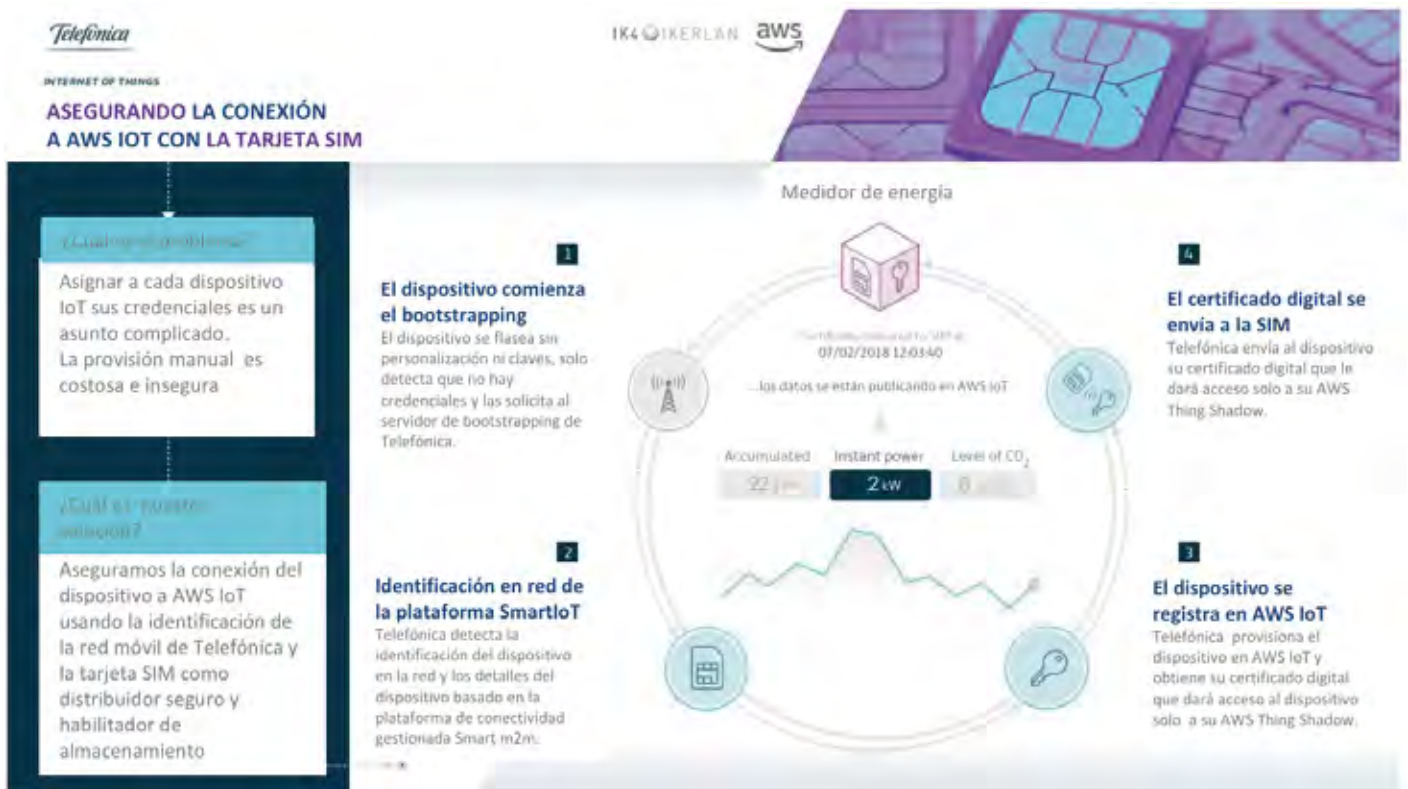 Telefónica
IK4 IKERLAN
aws
INTERNET OF THINGS
ASEGURANDO LA CONEXIÓN
A AWS IOT CON LA TARJETA SIM
¿Cuál es el problema?
Asignar a cada dispositivo
IoT sus credenciales es un
asunto complicado.
La provisión manual es
costosa e insegura
¿Cuál es nuestra
solución?
Aseguramos la conexión del
dispositivo a AWS IoT
usando la identificación de
la red móvil de Telefónica y
la tarjeta SIM como
distribuidor seguro y
habilitador de
almacenamiento
1
El dispositivo comienza
el bootstrapping
El dispositivo se flasea sin
personalización ni claves, solo
detecta que no hay
credenciales y las solicita al
servidor de bootstrapping de
Telefónica.
2
Identificación en red de
la plataforma SmartIoT
Telefónica detecta la
identificación del dispositivo
en la red y los detalles del
dispositivo basado en la
plataforma de conectividad
gestionada Smart m2m.
Medidor de energía
07/02/2018 12:03:40
...los datos se están publicando en AWS IoT
Accumulated
Instant power
Level of CO2
22
2 kW
4
El certificado digital se
envía a la SIM
Telefónica envía al dispositivo
su certificado digital que le
dará acceso solo a su AWS
Thing Shadow.
3
El dispositivo se
registra en AWS IoT
Telefónica provisiona el
dispositivo en AWS IoT y
obtiene su certificado digital
que dará acceso al dispositivo
solo a su AWS Thing Shadow.